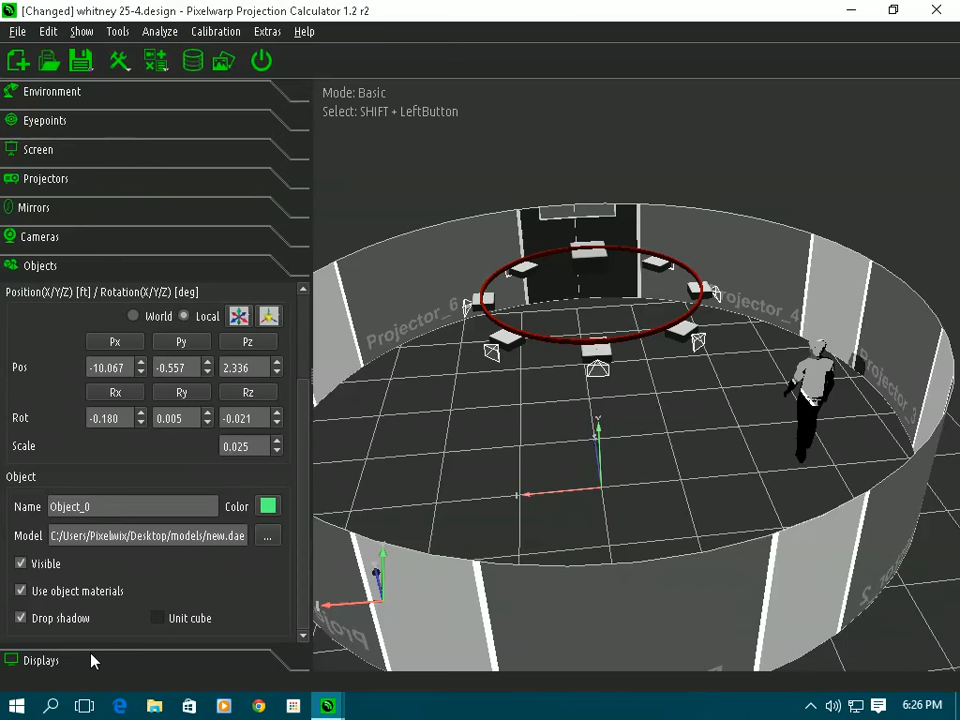 [Changed] whitney 25-4.design - Pixelwarp Projection Calculator 1.2 r2
File Edit Show Tools Analyze Calibration Extras Help
Environment
Eyepoints
Screen
Projectors
Mirrors
Cameras
Objects
Position(X/Y/Z) [ft] / Rotation(X/Y/Z) [deg]
World Local
Px Py Pz
Pos -10.067 -0.557 2.336
Rx Ry Rz
Rot -0.180 0.005 -0.021
Scale 0.025
Object
Name Object_0 Color
Model C:/Users/Pixelwix/Desktop/models/new.dae ...
Visible
Use object materials
Drop shadow Unit cube
Displays
Mode: Basic
Select: SHIFT + LeftButton
Projector_6
Projector_4
Projector_3
6:26 PM